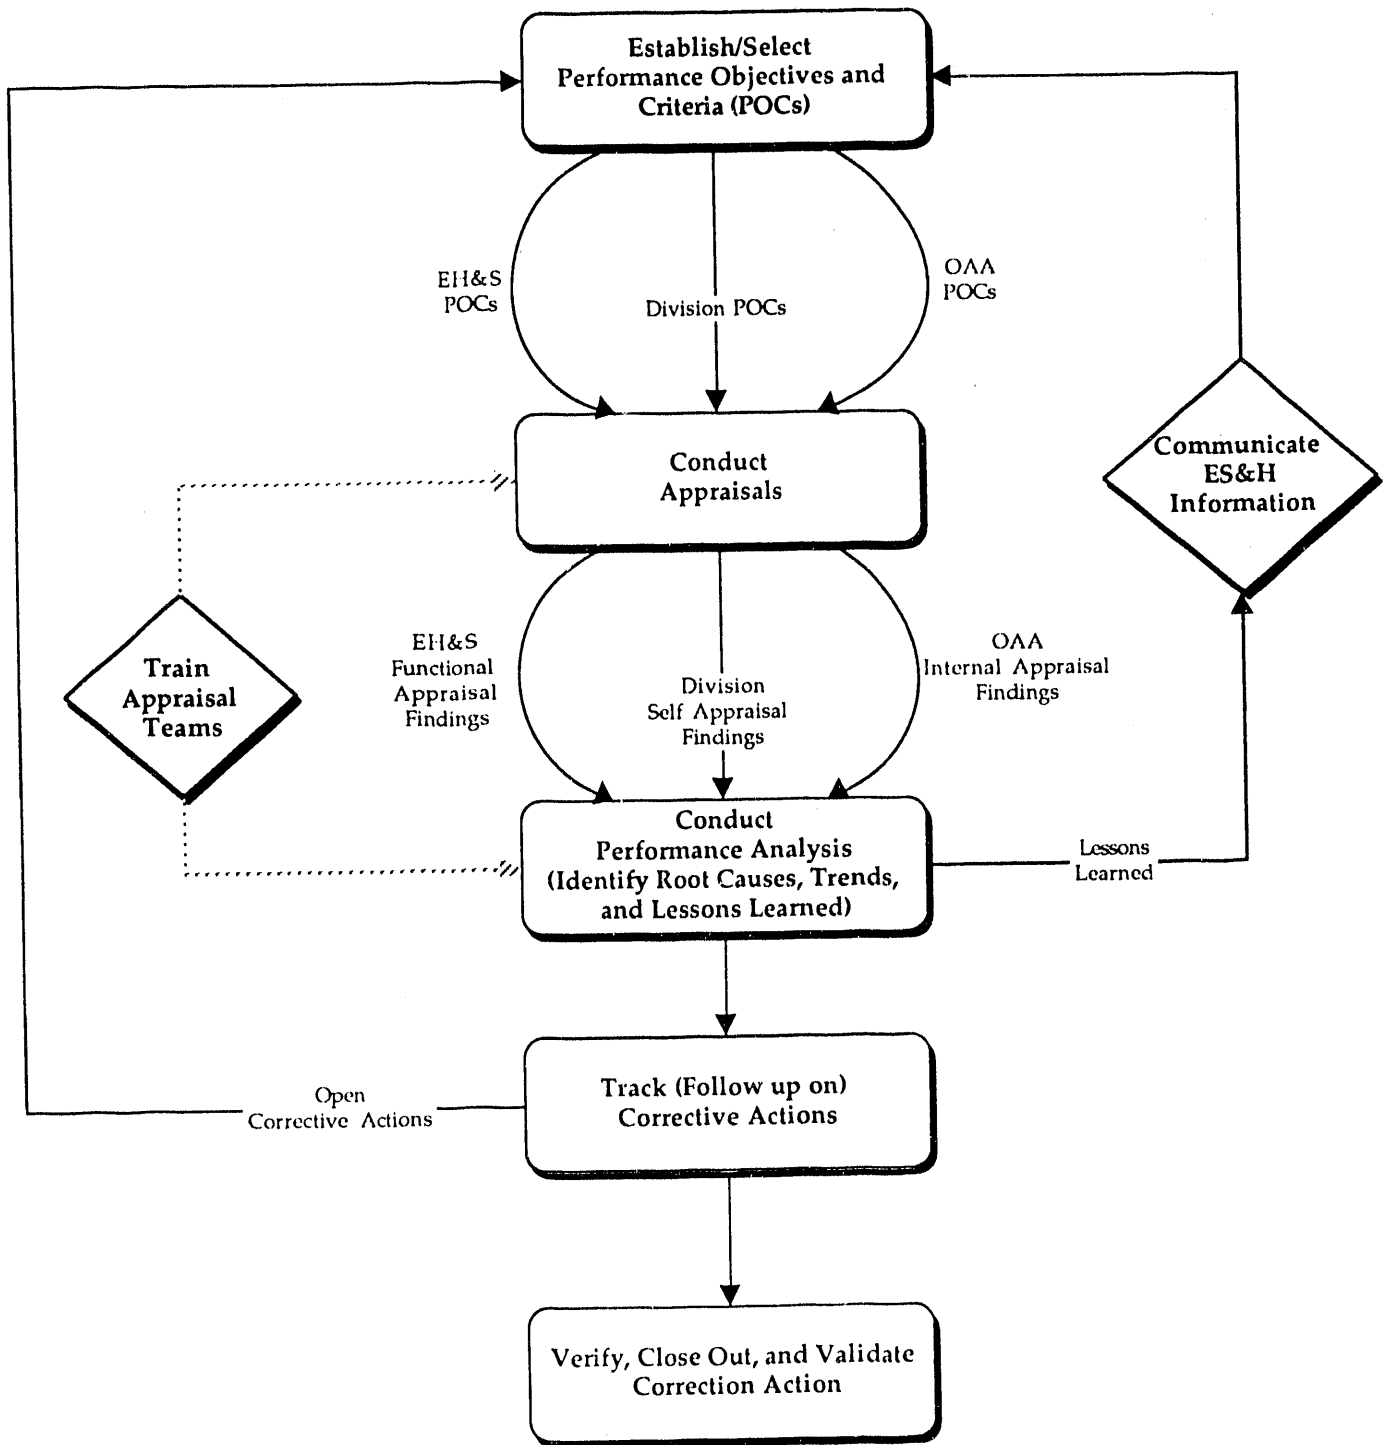 Establish/Select
Performance Objectives and
Criteria (POCs)
EH&S
POCs
Division POCs
OAA
POCs
Conduct
Appraisals
Communicate
ES&H
Information
Train
Appraisal
Teams
EH&S
Functional
Appraisal
Findings
Division
Self Appraisal
Findings
OAA
Internal Appraisal
Findings
Conduct
Performance Analysis
(Identify Root Causes, Trends,
and Lessons Learned)
Lessons
Learned
Track (Follow up on)
Corrective Actions
Open
Corrective Actions
Verify, Close Out, and Validate
Correction Action